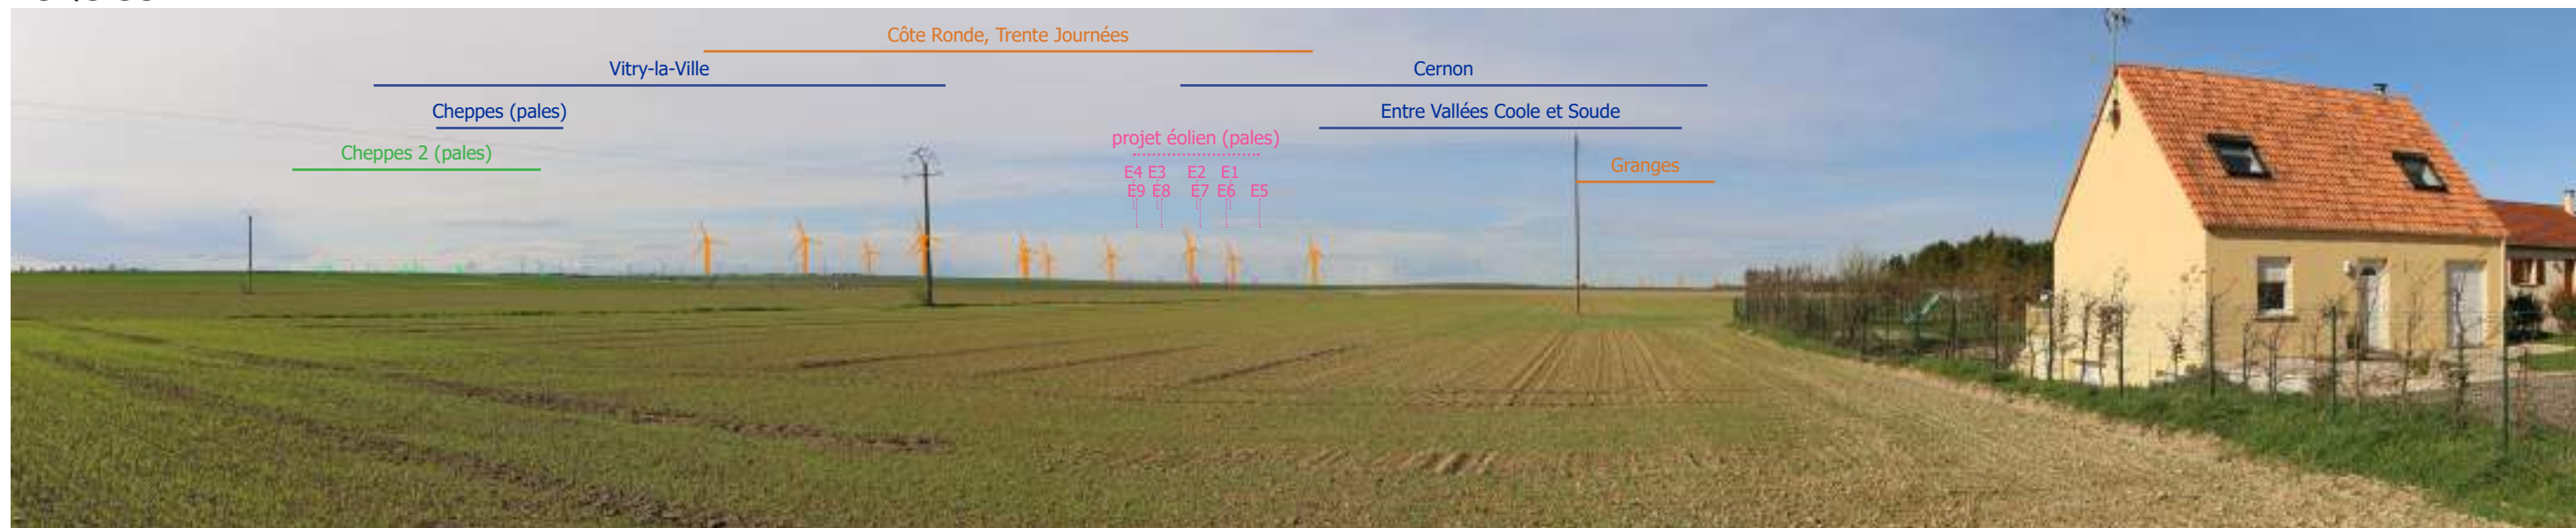 Côte Ronde, Trente Journées
Vitry-la-Ville
Cernon
Cheppes (pales)
Entre Vallées Coole et Soude
projet éolien (pales)
Cheppes 2 (pales)
Granges
E4 E3 E2 E1
E9 E8 E7 E6 E5